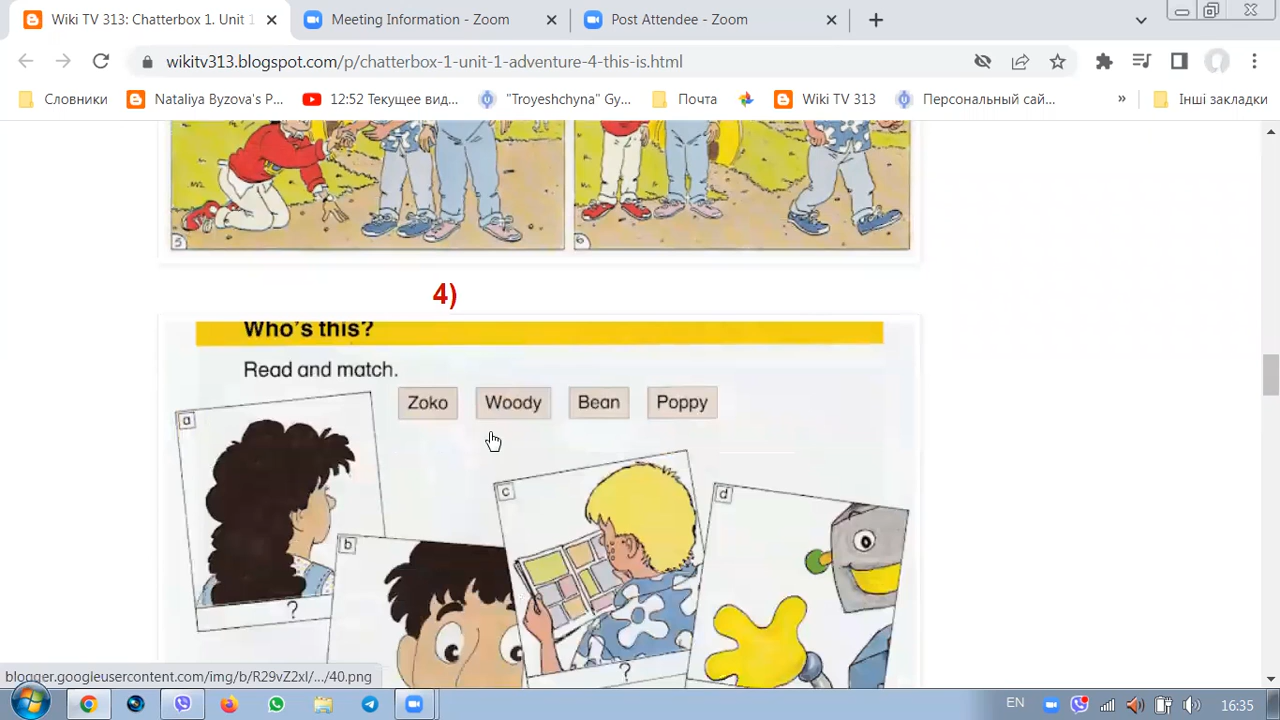 Wiki TV 313: Chatterbox 1. Unit 1
Meeting Information - Zoom
Post Attendee - Zoom
wikitv313.blogspot.com/p/chatterbox-1-unit-1-adventure-4-this-is.html
Словники
Nataliya Byzova's P...
12:52 Текущее вид...
"Troyeshchyna" Gy...
Почта
Wiki TV 313
Персональный сай...
»
Інші закладки
5
6
4)
Who's this?
Read and match.
Zoko
Woody
Bean
Poppy
a
?
b
c
?
d
blogger.googleusercontent.com/img/b/R29vZ2xl/.../40.png
EN
16:35